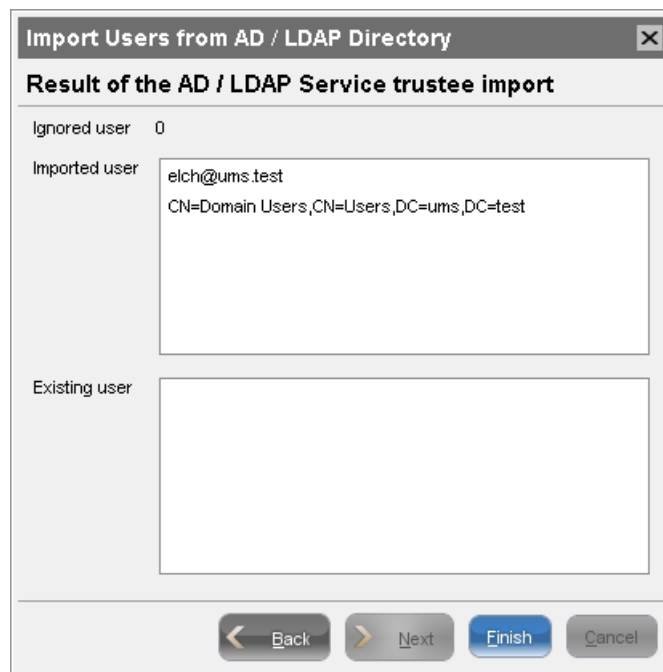 Import Users from AD / LDAP Directory
Result of the AD / LDAP Service trustee import
Ignored user 0
Imported user
elch@ums.test
CN=Domain Users,CN=Users,DC=ums,DC=test
Existing user
Back Next Finish Cancel